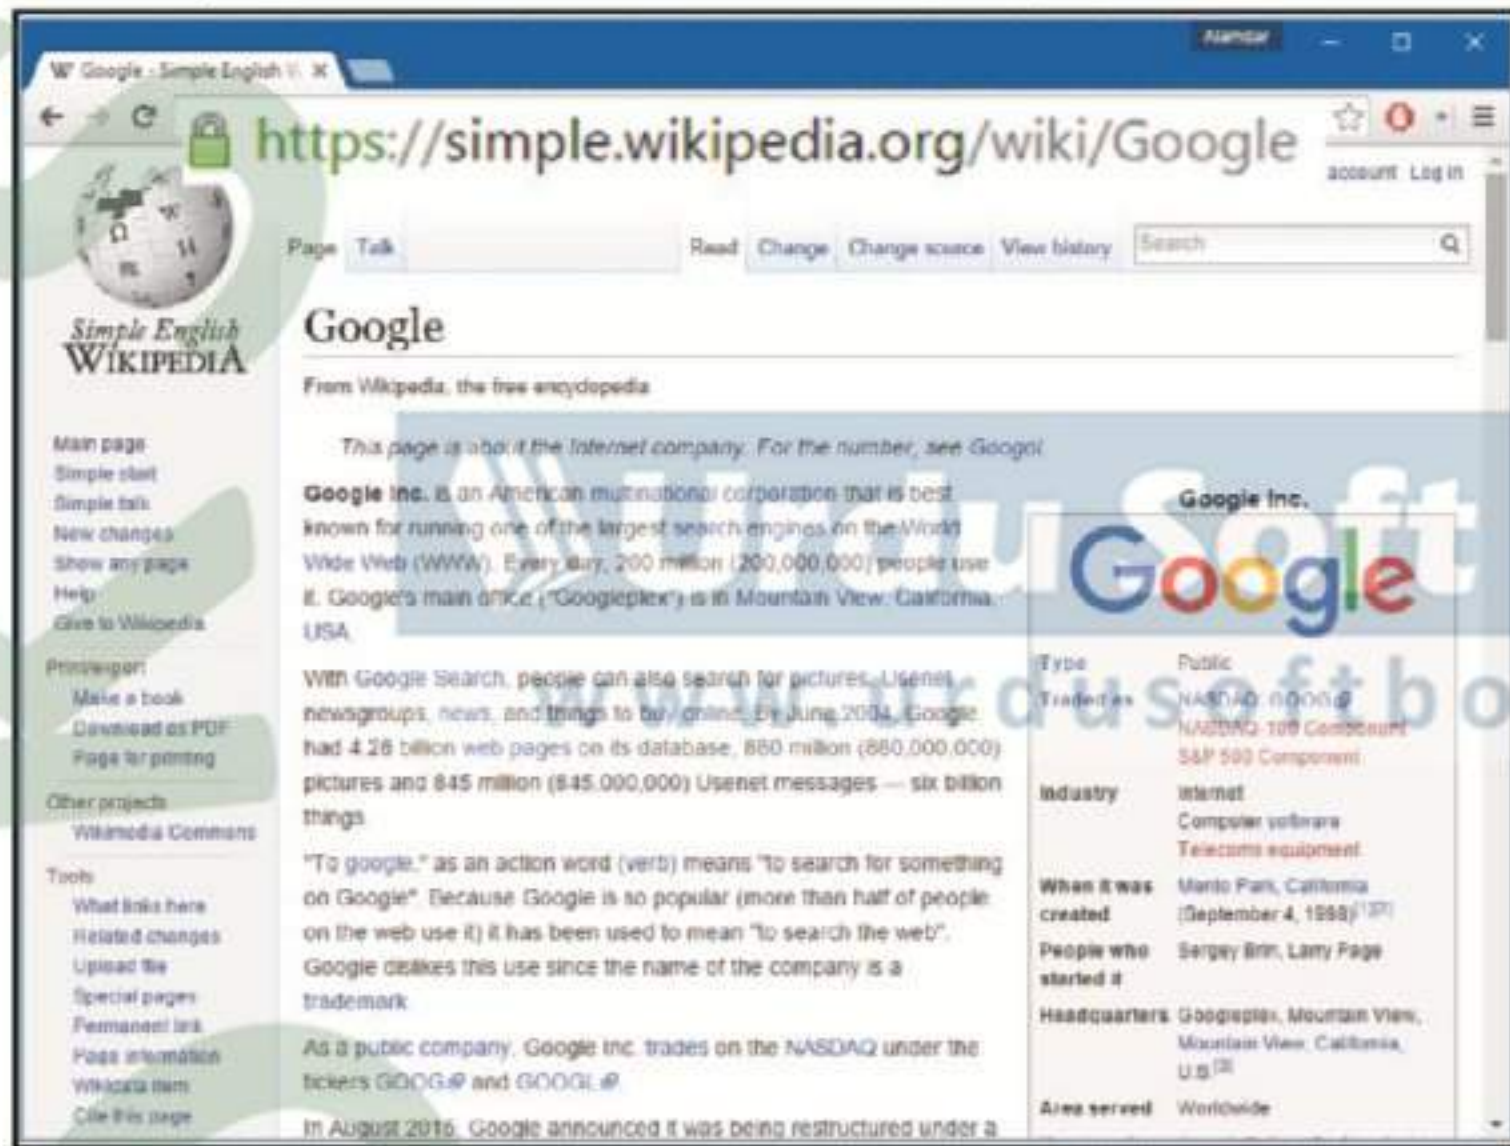 Alamdar
W Google - Simple English W
https://simple.wikipedia.org/wiki/Google
account Log in
Page Talk Read Change Change source View history Search
Simple English
WIKIPEDIA
Main page
Simple start
Simple talk
New changes
Show any page
Help
Give to Wikipedia
Print/export
Make a book
Download as PDF
Page for printing
Other projects
Wikimedia Commons
Tools
What links here
Related changes
Upload file
Special pages
Permanent link
Page information
Wikidata item
Cite this page
Google
From Wikipedia, the free encyclopedia
This page is about the Internet company. For the number, see Googol
Google Inc. is an American multinational corporation that is best
known for running one of the largest search engines on the World
Wide Web (WWW). Every day, 200 million (200,000,000) people use
it. Google's main office ("Googleplex") is in Mountain View, California,
USA.
With Google Search, people can also search for pictures, Usenet
newsgroups, news, and things to buy online. By June 2004, Google
had 4.28 billion web pages on its database, 880 million (880,000,000)
pictures and 845 million (845,000,000) Usenet messages — six billion
things.
"To google," as an action word (verb) means "to search for something
on Google". Because Google is so popular (more than half of people
on the web use it) it has been used to mean "to search the web".
Google dislikes this use since the name of the company is a
trademark.
As a public company, Google Inc. trades on the NASDAQ under the
tickers GOOG and GOOGL.
In August 2015, Google announced it was being restructured under a
Google Inc.
Google
Type Public
Traded as NASDAQ: GOOG
NASDAQ-100 Component
S&P 500 Component
Industry Internet
Computer software
Telecoms equipment
When it was created Menlo Park, California
(September 4, 1998)[1][2]
People who started it Sergey Brin, Larry Page
Headquarters Googleplex, Mountain View,
Mountain View, California,
U.S.[3]
Area served Worldwide
Urdu Soft
www.urdusoftbo